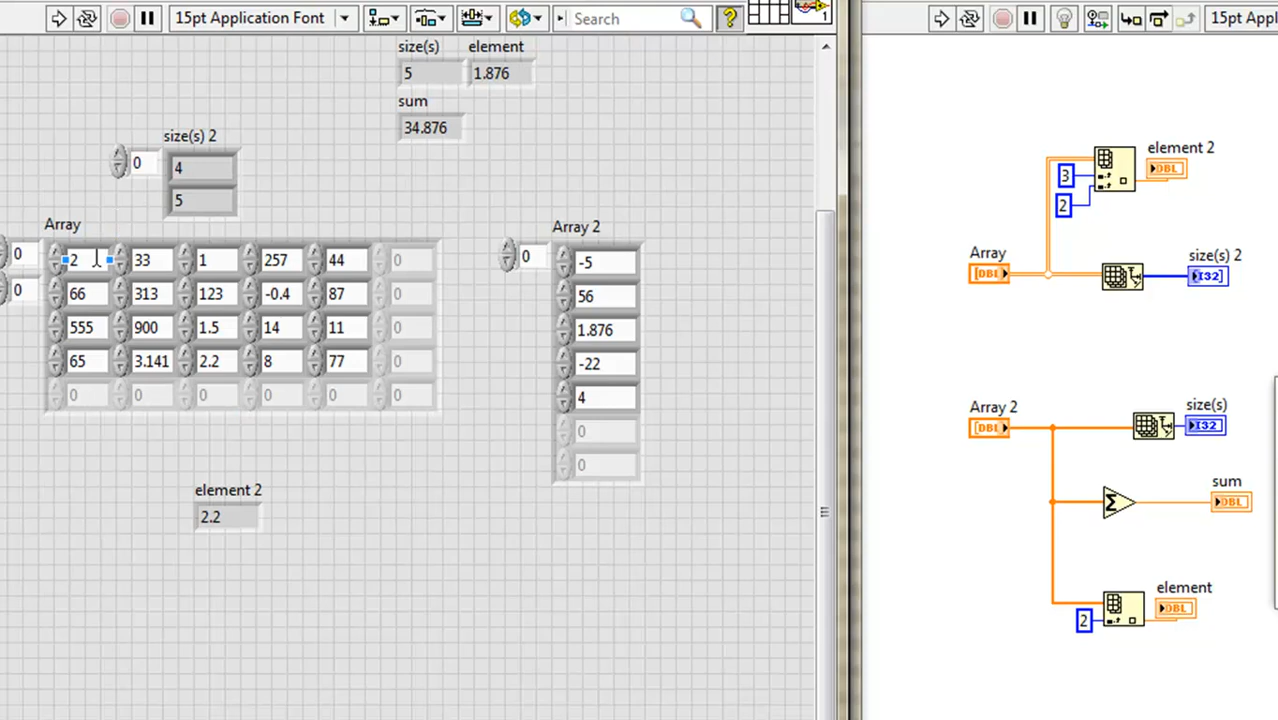 15pt Application Font
Search
?
1
15pt Appl
size(s) element
5 1.876
sum
34.876
size(s) 2
0 4
5
Array
0 2 33 1 257 44 0
0 66 313 123 -0.4 87 0
555 900 1.5 14 11 0
65 3.141 2.2 8 77 0
0 0 0 0 0 0
Array 2
0 -5
56
1.876
-22
4
0
0
element 2
2.2
element 2
3
DBL
2
Array
size(s) 2
[DBL]
[I32]
Array 2
size(s)
[DBL]
I32
sum
Σ
DBL
element
DBL
2